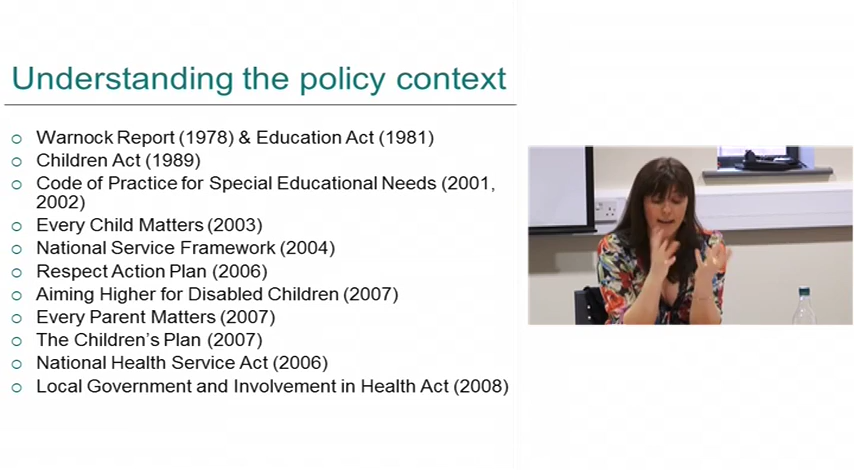 Understanding the policy context
Warnock Report (1978) & Education Act (1981)
Children Act (1989)
Code of Practice for Special Educational Needs (2001,
2002)
Every Child Matters (2003)
National Service Framework (2004)
Respect Action Plan (2006)
Aiming Higher for Disabled Children (2007)
Every Parent Matters (2007)
The Children's Plan (2007)
National Health Service Act (2006)
Local Government and Involvement in Health Act (2008)